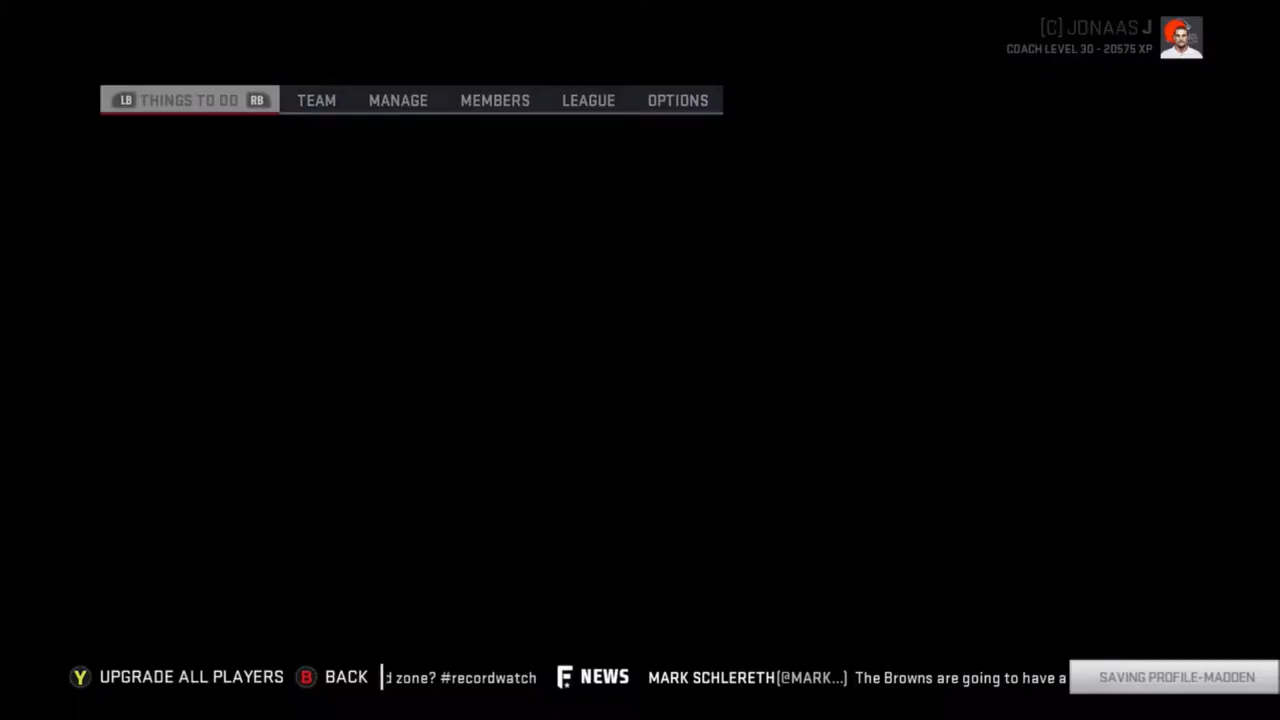 [C] JONAAS J
COACH LEVEL 30 - 20575 XP
LB THINGS TO DO RB TEAM MANAGE MEMBERS LEAGUE OPTIONS
Y UPGRADE ALL PLAYERS B BACK d zone? #recordwatch F NEWS MARK SCHLERETH(@MARK...) The Browns are going to have a SAVING PROFILE-MADDEN